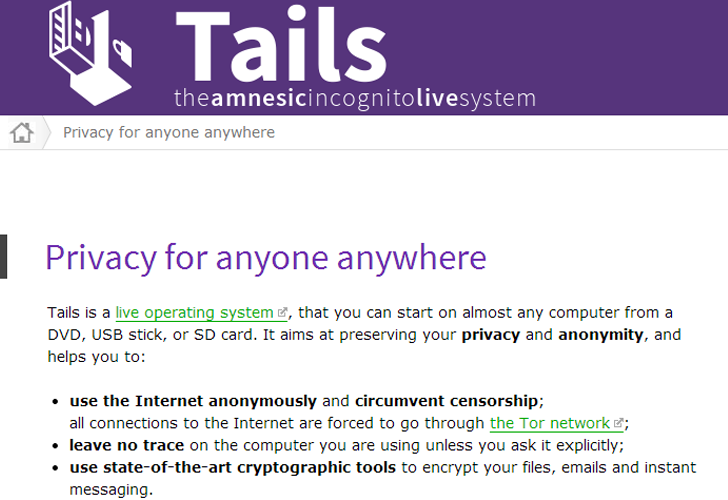 Tails
theamnesicincognitolivesystem
Privacy for anyone anywhere
Privacy for anyone anywhere
Tails is a live operating system, that you can start on almost any computer from a
DVD, USB stick, or SD card. It aims at preserving your privacy and anonymity, and
helps you to:
• use the Internet anonymously and circumvent censorship;
all connections to the Internet are forced to go through the Tor network;
• leave no trace on the computer you are using unless you ask it explicitly;
• use state-of-the-art cryptographic tools to encrypt your files, emails and instant
messaging.